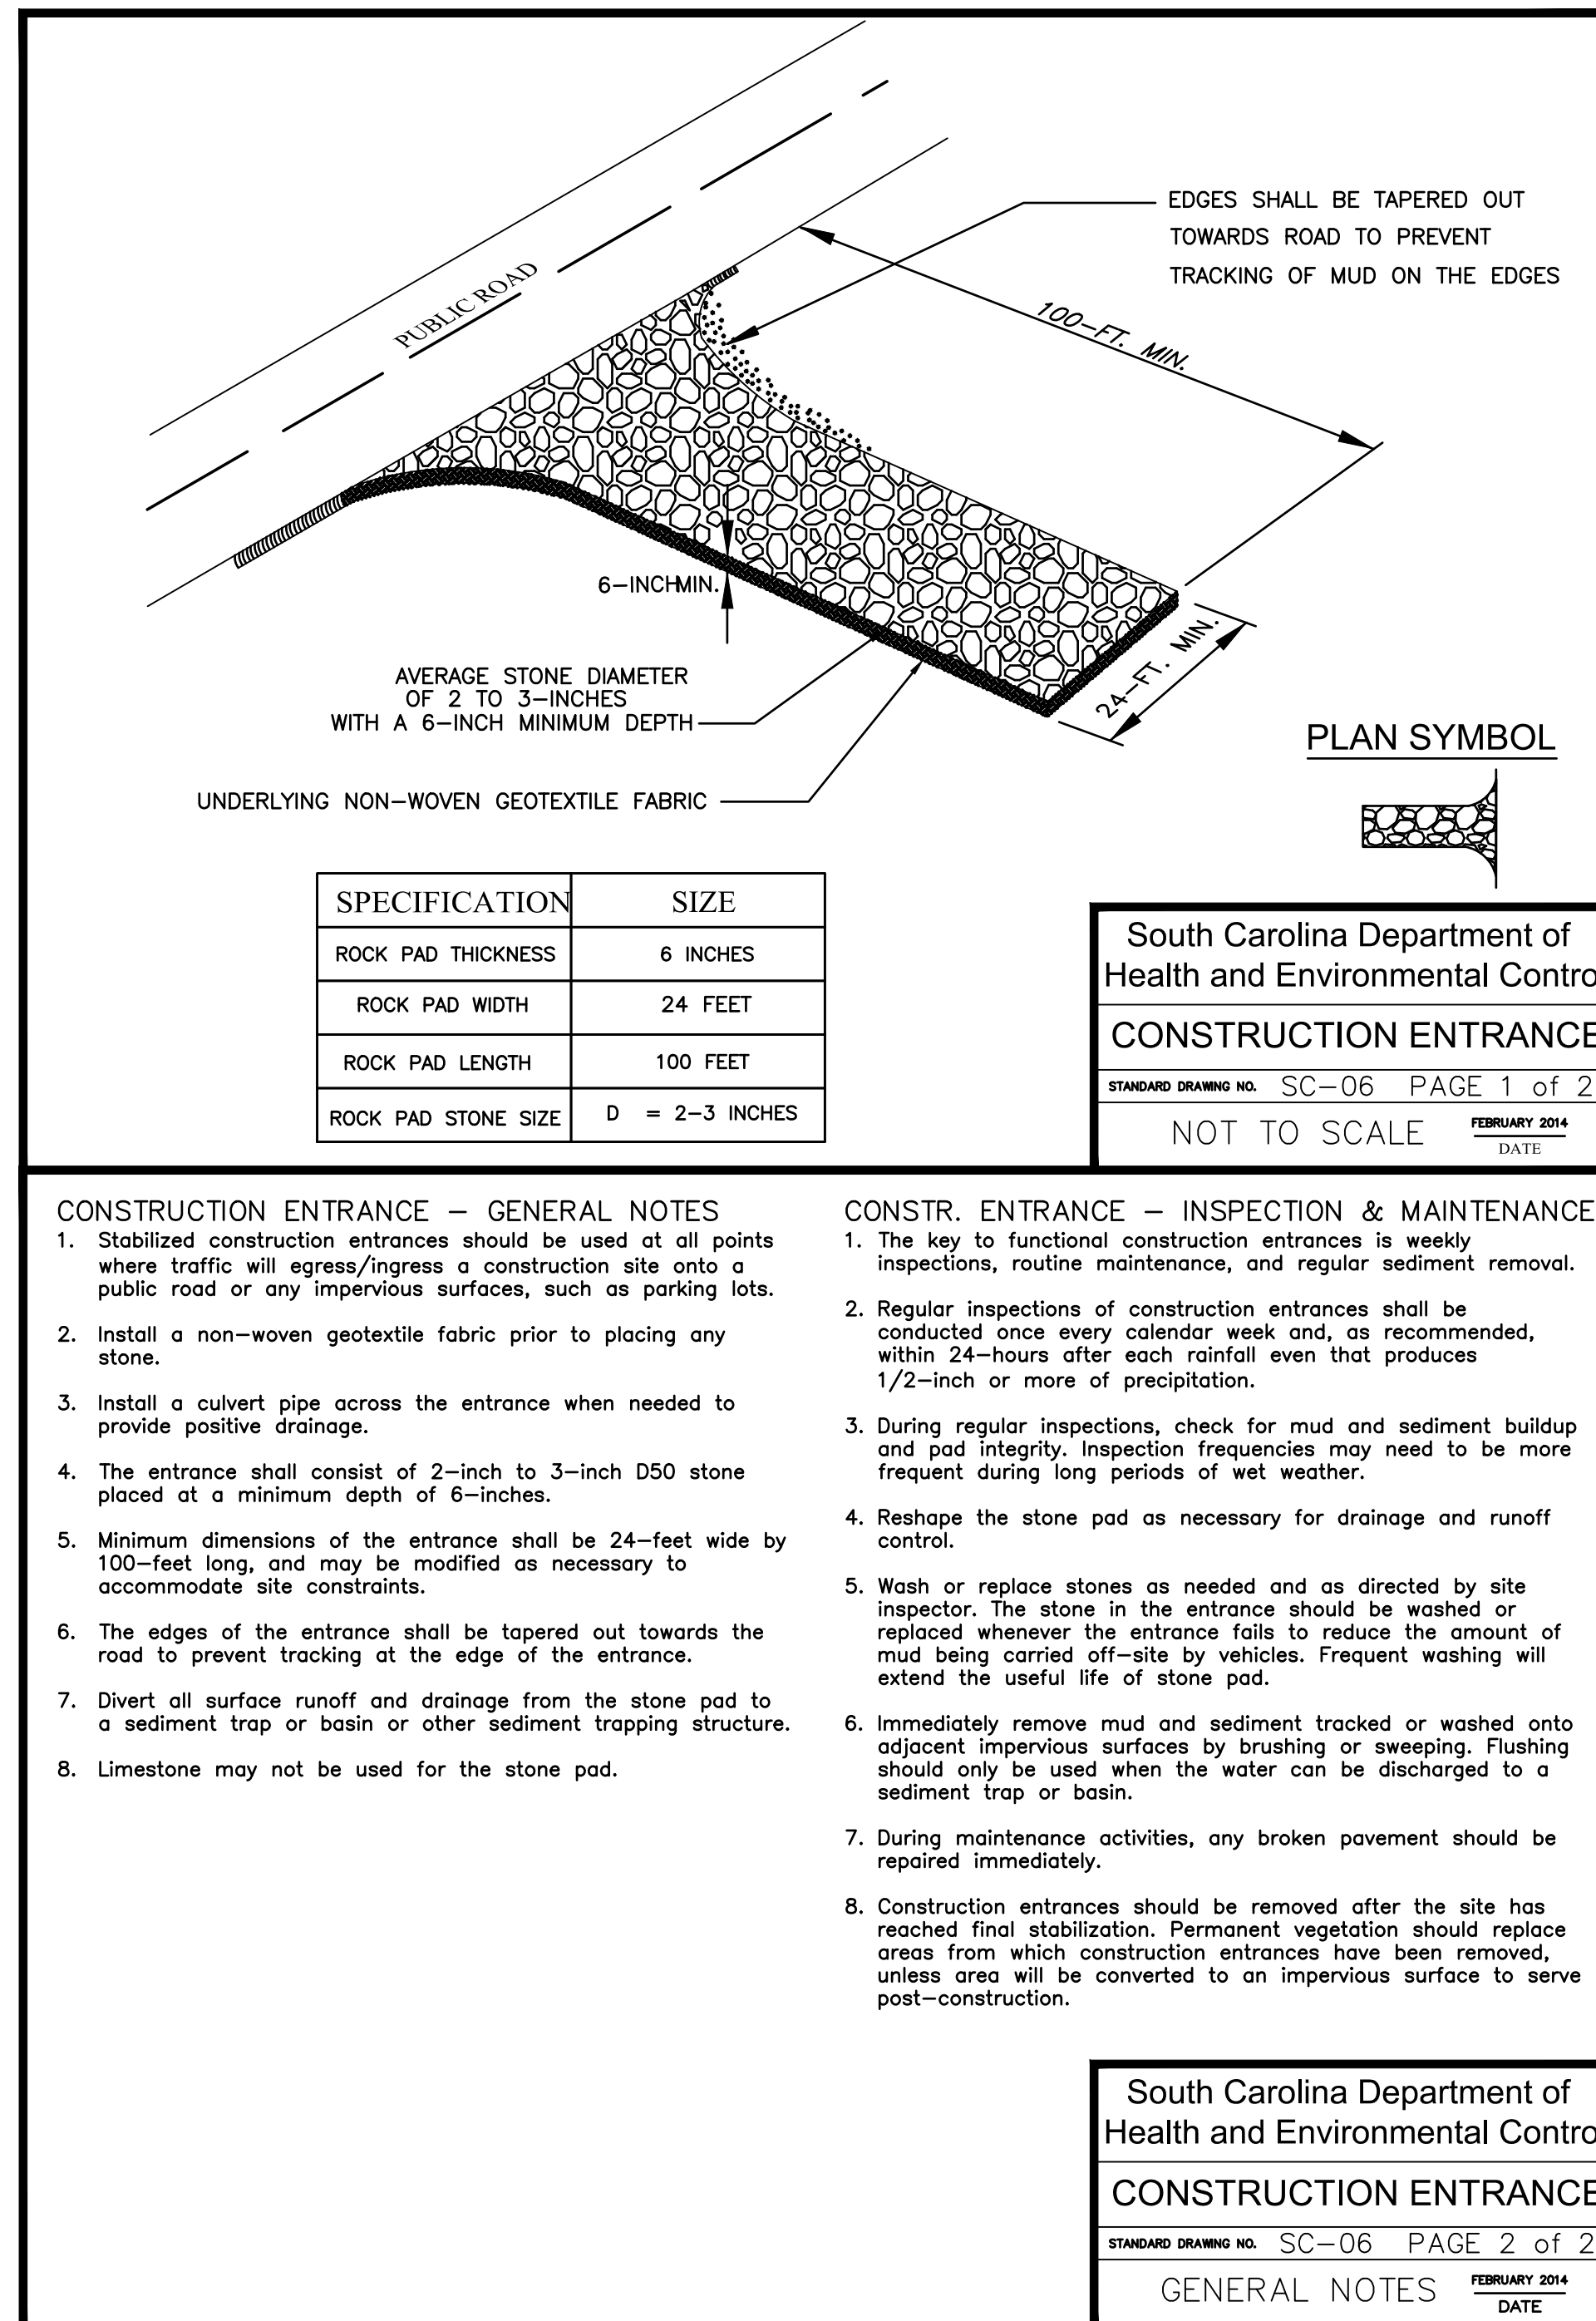 EDGES SHALL BE TAPERED OUT
TOWARDS ROAD TO PREVENT
TRACKING OF MUD ON THE EDGES
PUBLIC ROAD
100-FT. MIN.
6-INCHMIN.
24-FT. MIN.
AVERAGE STONE DIAMETER
OF 2 TO 3-INCHES
WITH A 6-INCH MINIMUM DEPTH
UNDERLYING NON-WOVEN GEOTEXTILE FABRIC
PLAN SYMBOL
SPECIFICATION SIZE
ROCK PAD THICKNESS 6 INCHES
ROCK PAD WIDTH 24 FEET
ROCK PAD LENGTH 100 FEET
ROCK PAD STONE SIZE D = 2-3 INCHES
South Carolina Department of
Health and Environmental Contro
CONSTRUCTION ENTRANCE
STANDARD DRAWING NO. SC-06 PAGE 1 of 2
NOT TO SCALE FEBRUARY 2014
DATE
CONSTRUCTION ENTRANCE - GENERAL NOTES
1. Stabilized construction entrances should be used at all points
where traffic will egress/ingress a construction site onto a
public road or any impervious surfaces, such as parking lots.
2. Install a non-woven geotextile fabric prior to placing any
stone.
3. Install a culvert pipe across the entrance when needed to
provide positive drainage.
4. The entrance shall consist of 2-inch to 3-inch D50 stone
placed at a minimum depth of 6-inches.
5. Minimum dimensions of the entrance shall be 24-feet wide by
100-feet long, and may be modified as necessary to
accommodate site constraints.
6. The edges of the entrance shall be tapered out towards the
road to prevent tracking at the edge of the entrance.
7. Divert all surface runoff and drainage from the stone pad to
a sediment trap or basin or other sediment trapping structure.
8. Limestone may not be used for the stone pad.
CONSTR. ENTRANCE - INSPECTION & MAINTENANCE
1. The key to functional construction entrances is weekly
inspections, routine maintenance, and regular sediment removal.
2. Regular inspections of construction entrances shall be
conducted once every calendar week and, as recommended,
within 24-hours after each rainfall even that produces
1/2-inch or more of precipitation.
3. During regular inspections, check for mud and sediment buildup
and pad integrity. Inspection frequencies may need to be more
frequent during long periods of wet weather.
4. Reshape the stone pad as necessary for drainage and runoff
control.
5. Wash or replace stones as needed and as directed by site
inspector. The stone in the entrance should be washed or
replaced whenever the entrance fails to reduce the amount of
mud being carried off-site by vehicles. Frequent washing will
extend the useful life of stone pad.
6. Immediately remove mud and sediment tracked or washed onto
adjacent impervious surfaces by brushing or sweeping. Flushing
should only be used when the water can be discharged to a
sediment trap or basin.
7. During maintenance activities, any broken pavement should be
repaired immediately.
8. Construction entrances should be removed after the site has
reached final stabilization. Permanent vegetation should replace
areas from which construction entrances have been removed,
unless area will be converted to an impervious surface to serve
post-construction.
South Carolina Department of
Health and Environmental Contro
CONSTRUCTION ENTRANCE
STANDARD DRAWING NO. SC-06 PAGE 2 of 2
GENERAL NOTES FEBRUARY 2014
DATE